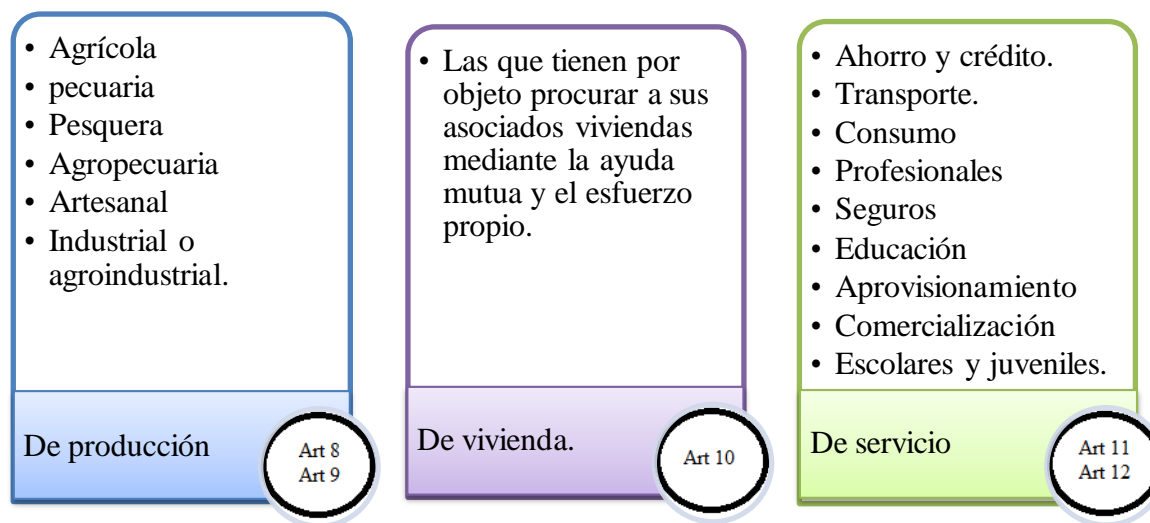 • Agrícola
• pecuaria
• Pesquera
• Agropecuaria
• Artesanal
• Industrial o
agroindustrial.
De producción
Art 8
Art 9
• Las que tienen por
objeto procurar a sus
asociados viviendas
mediante la ayuda
mutua y el esfuerzo
propio.
De vivienda.
Art 10
• Ahorro y crédito.
• Transporte.
• Consumo
• Profesionales
• Seguros
• Educación
• Aprovisionamiento
• Comercialización
• Escolares y juveniles.
De servicio
Art 11
Art 12